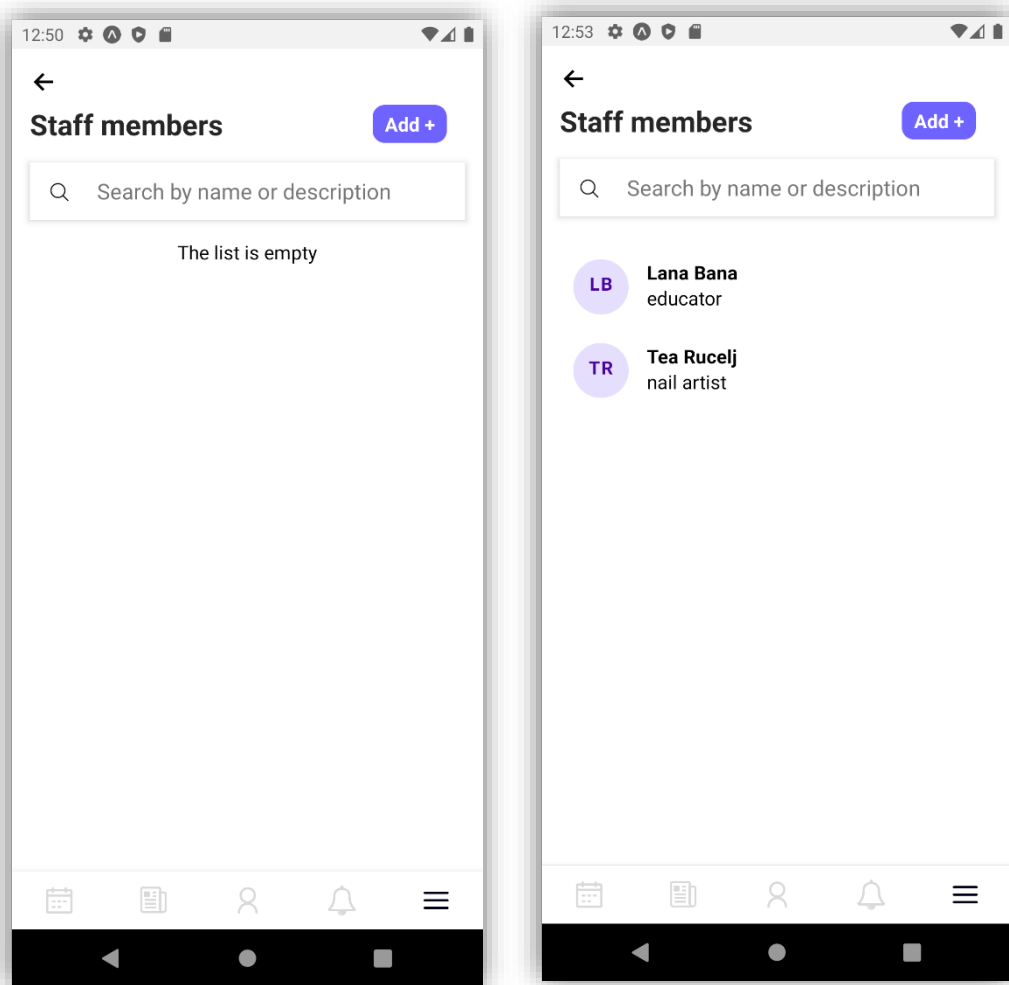 12:50
Staff members
Add +
Search by name or description
The list is empty
12:53
Staff members
Add +
Search by name or description
LB
Lana Bana
educator
TR
Tea Rucelj
nail artist